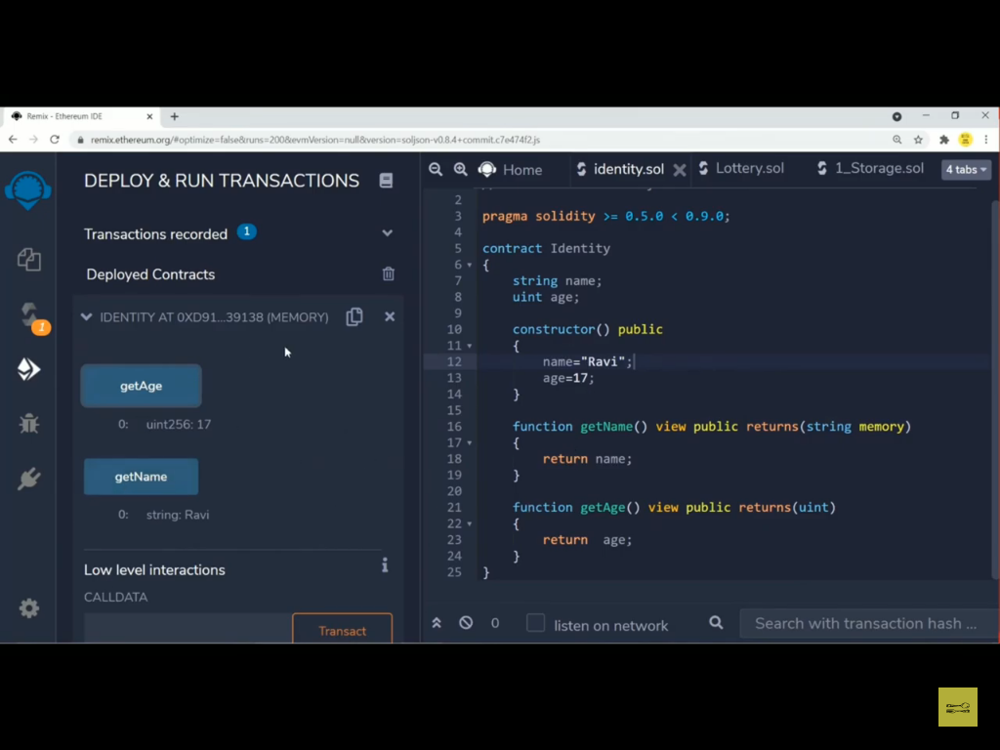 Remix - Ethereum IDE
remix.ethereum.org/#optimize=false&runs=200&evmVersion=null&version=soljson-v0.8.4+commit.c7e474f2.js
DEPLOY & RUN TRANSACTIONS
Transactions recorded 1
Deployed Contracts
IDENTITY AT 0XD91...39138 (MEMORY)
getAge
0: uint256: 17
getName
0: string: Ravi
Low level interactions
CALLDATA
Transact
1
Home identity.sol Lottery.sol 1_Storage.sol 4 tabs
2
3 pragma solidity >= 0.5.0 < 0.9.0;
4
5 contract Identity
6 {
7 string name;
8 uint age;
9
10 constructor() public
11 {
12 name="Ravi";
13 age=17;
14 }
15
16 function getName() view public returns(string memory)
17 {
18 return name;
19 }
20
21 function getAge() view public returns(uint)
22 {
23 return age;
24 }
25 }
0 listen on network Search with transaction hash ...